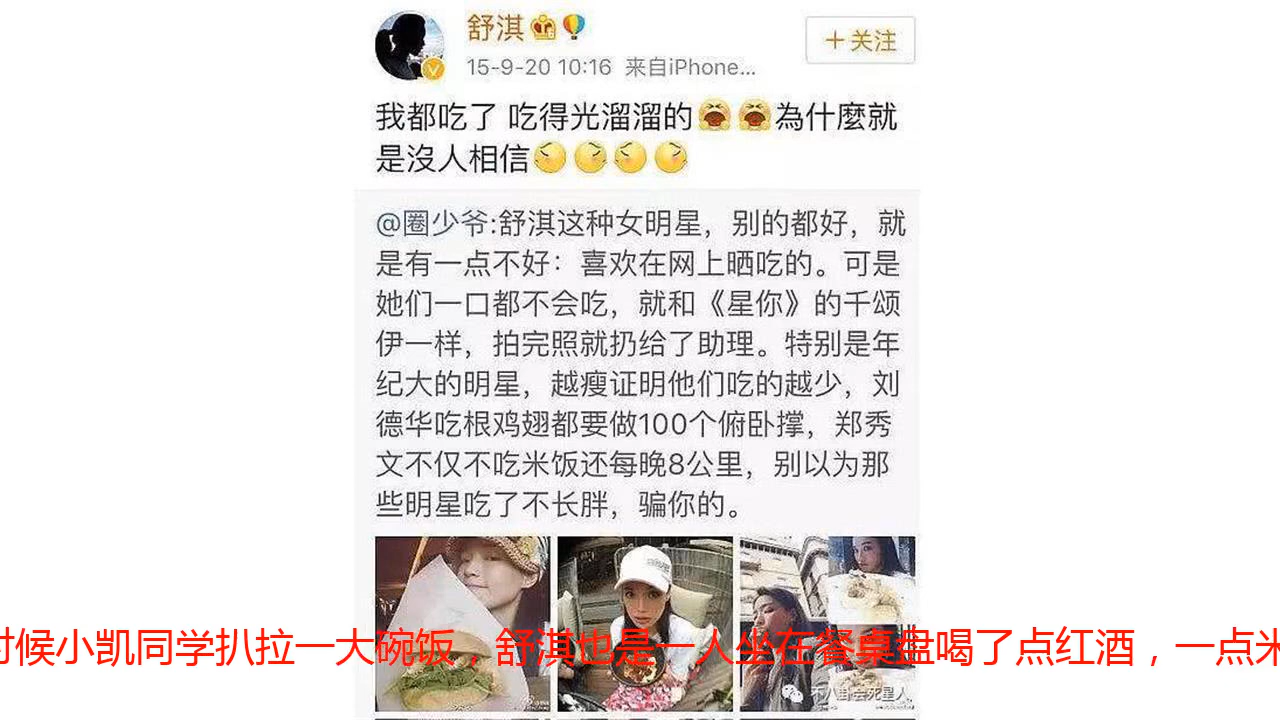 舒淇
15-9-20 10:16 来自iPhone...
+关注
我都吃了 吃得光溜溜的為什麼就
是沒人相信
@圈少爷:舒淇这种女明星，别的都好，就
是有一点不好：喜欢在网上晒吃的。可是
她们一口都不会吃，就和《星你》的千颂
伊一样，拍完照就扔给了助理。特别是年
纪大的明星，越瘦证明他们吃的越少，刘
德华吃根鸡翅都要做100个俯卧撑，郑秀
文不仅不吃米饭还每晚8公里，别以为那
些明星吃了不长胖，骗你的。
时候小凯同学扒拉一大碗饭，舒淇也是一人坐在餐桌盘喝了点红酒，一点米
不八卦会死星人